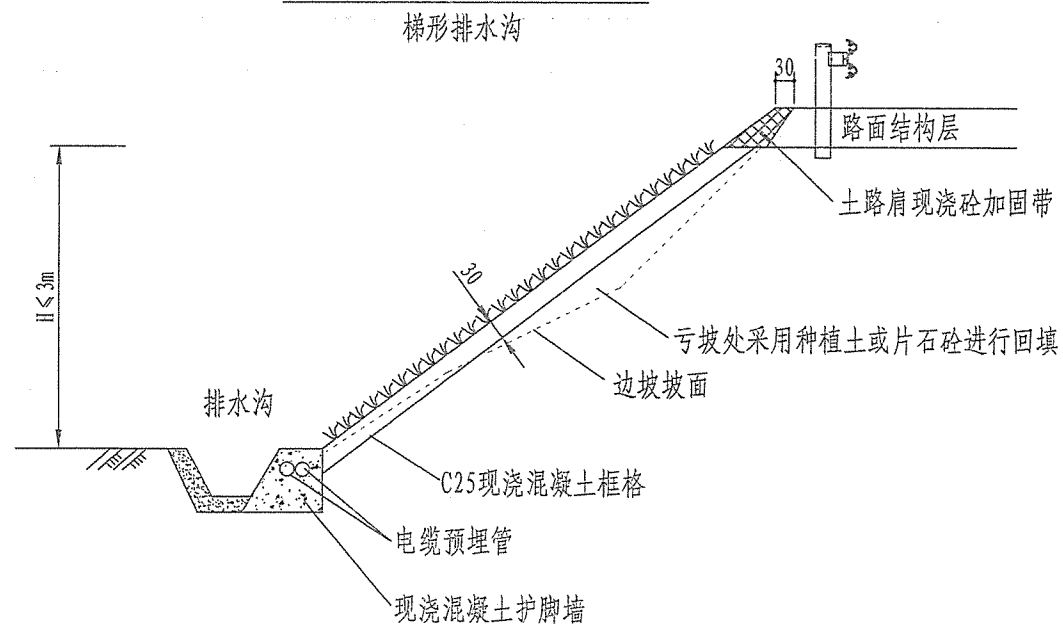 梯形排水沟
30
路面结构层
土路肩现浇砼加固带
H≤3m
30
亏坡处采用种植土或片石砼进行回填
边坡坡面
排水沟
C25现浇混凝土框格
电缆预埋管
现浇混凝土护脚墙